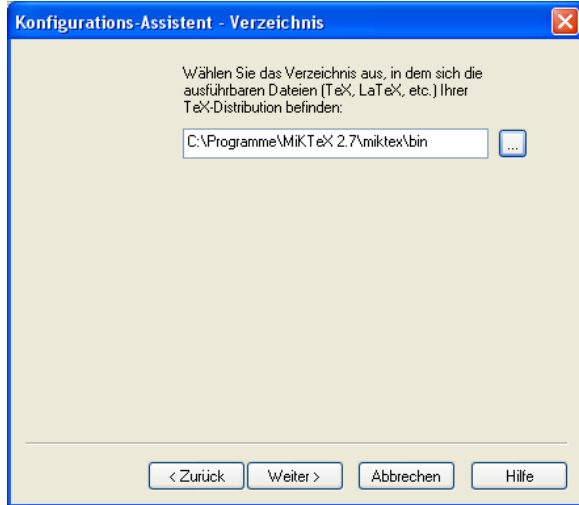 Konfigurations-Assistent - Verzeichnis
Wählen Sie das Verzeichnis aus, in dem sich die
ausführbaren Dateien (TeX, LaTeX, etc.) Ihrer
TeX-Distribution befinden:
C:\Programme\MiKTeX 2.7\miktex\bin
...
< Zurück
Weiter >
Abbrechen
Hilfe